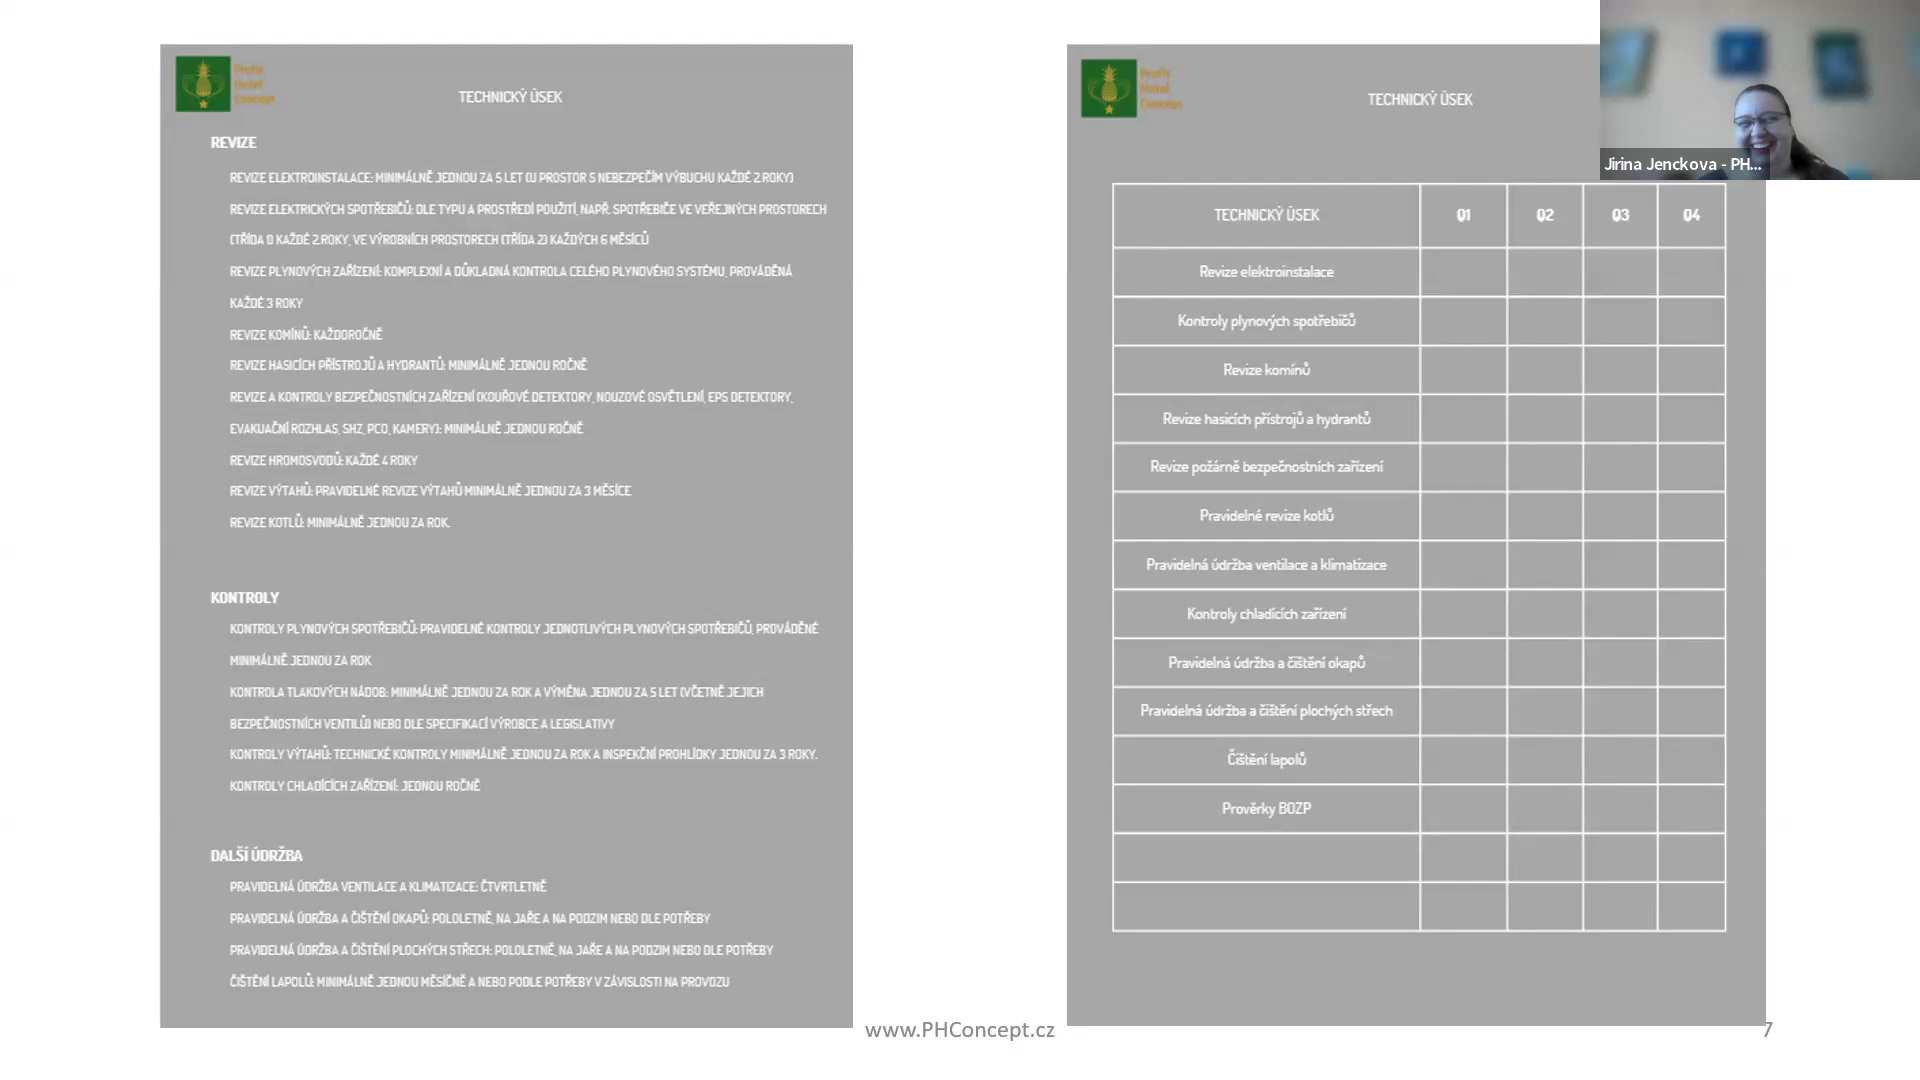 Profit
Hotel
Concept
TECHNICKÝ ÚSEK
REVIZE
REVIZE ELEKTROINSTALACE: MINIMÁLNĚ JEDNOU ZA 5 LET (U PROSTOR S NEBEZPEČÍM VÝBUCHU KAŽDÉ 2 ROKY)
REVIZE ELEKTRICKÝCH SPOTŘEBIČŮ: DLE TYPU A PROSTŘEDÍ POUŽITÍ, NAPŘ. SPOTŘEBIČE VE VEŘEJNÝCH PROSTORECH
(TŘÍDA 1) KAŽDÉ 2 ROKY, VE VÝROBNÍCH PROSTORECH (TŘÍDA 2) KAŽDÝCH 6 MĚSÍCŮ
REVIZE PLYNOVÝCH ZAŘÍZENÍ: KOMPLEXNÍ A DŮKLADNÁ KONTROLA CELÉHO PLYNOVÉHO SYSTÉMU, PROVÁDĚNÁ
KAŽDÉ 3 ROKY
REVIZE KOMÍNŮ: KAŽDOROČNĚ
REVIZE HASICÍCH PŘÍSTROJŮ A HYDRANTŮ: MINIMÁLNĚ JEDNOU ROČNĚ
REVIZE A KONTROLY BEZPEČNOSTNÍCH ZAŘÍZENÍ (KOUŘOVÉ DETEKTORY, NOUZOVÉ OSVĚTLENÍ, EPS DETEKTORY,
EVAKUAČNÍ ROZHLAS, SHZ, PCO, KAMERY): MINIMÁLNĚ JEDNOU ROČNĚ
REVIZE HROMOSVODŮ: KAŽDÉ 4 ROKY
REVIZE VÝTAHŮ: PRAVIDELNÉ REVIZE VÝTAHŮ MINIMÁLNĚ JEDNOU ZA 3 MĚSÍCE
REVIZE KOTLŮ: MINIMÁLNĚ JEDNOU ZA ROK.
KONTROLY
KONTROLY PLYNOVÝCH SPOTŘEBIČŮ: PRAVIDELNÉ KONTROLY JEDNOTLIVÝCH PLYNOVÝCH SPOTŘEBIČŮ, PROVÁDĚNÉ
MINIMÁLNĚ JEDNOU ZA ROK
KONTROLA TLAKOVÝCH NÁDOB: MINIMÁLNĚ JEDNOU ZA ROK A VÝMĚNA JEDNOU ZA 5 LET (VČETNĚ JEJICH
BEZPEČNOSTNÍCH VENTILŮ) NEBO DLE SPECIFIKACÍ VÝROBCE A LEGISLATIVY
KONTROLY VÝTAHŮ: TECHNICKÉ KONTROLY MINIMÁLNĚ JEDNOU ZA ROK A INSPEKČNÍ PROHLÍDKY JEDNOU ZA 3 ROKY.
KONTROLY CHLADÍCÍCH ZAŘÍZENÍ: JEDNOU ROČNĚ
DALŠÍ ÚDRŽBA
PRAVIDELNÁ ÚDRŽBA VENTILACE A KLIMATIZACE: ČTVRTLETNĚ
PRAVIDELNÁ ÚDRŽBA A ČIŠTĚNÍ OKAPŮ: POLOLETNĚ, NA JAŘE A NA PODZIM NEBO DLE POTŘEBY
PRAVIDELNÁ ÚDRŽBA A ČIŠTĚNÍ PLOCHÝCH STŘECH: POLOLETNĚ, NA JAŘE A NA PODZIM NEBO DLE POTŘEBY
ČIŠTĚNÍ LAPOLŮ: MINIMÁLNĚ JEDNOU MĚSÍČNĚ A NEBO PODLE POTŘEBY V ZÁVISLOSTI NA PROVOZU
Profit
Hotel
Concept
TECHNICKÝ ÚSEK
TECHNICKÝ ÚSEK Q1 Q2 Q3 Q4
Revize elektroinstalace
Kontroly plynových spotřebičů
Revize komínů
Revize hasicích přístrojů a hydrantů
Revize požárně bezpečnostních zařízení
Pravidelné revize kotlů
Pravidelná údržba ventilace a klimatizace
Kontroly chladících zařízení
Pravidelná údržba a čištění okapů
Pravidelná údržba a čištění plochých střech
Čištění lapolů
Prověrky BOZP
Jirina Jenckova - PH...
www.PHConcept.cz
7